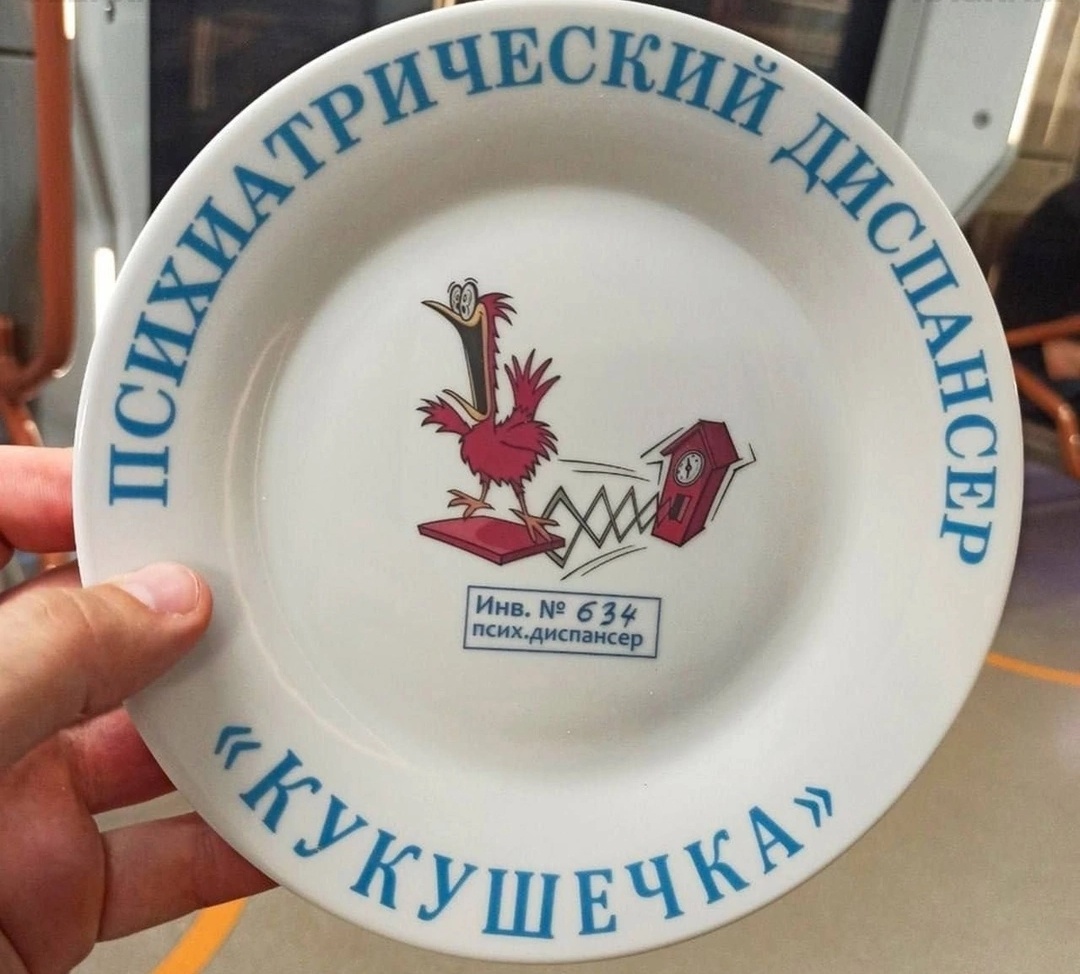 ПСИХИАТРИЧЕСКИЙ ДИСПАНСЕР
Инв. № 634
псих.диспансер
«КУКУШЕЧКА»